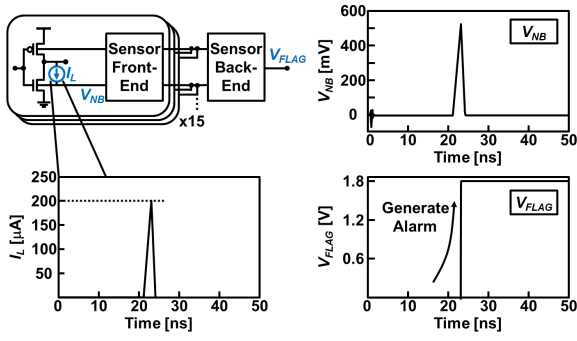 Sensor
Front-
End
Sensor
Back-
End
I_L
V_NB
V_FLAG
x15
250
200
150
100
50
I_L [µA]
0 10 20 30 40 50
Time [ns]
600
400
200
0
V_NB [mV]
V_NB
0 10 20 30 40 50
Time [ns]
1.8
1.2
0.6
V_FLAG [V]
Generate
Alarm
V_FLAG
0 10 20 30 40 50
Time [ns]